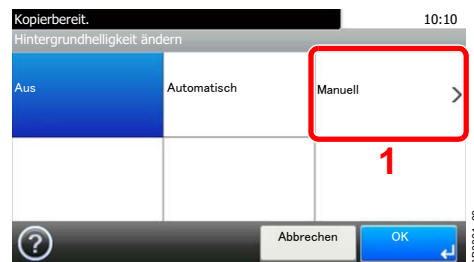 Kopierbereit.
10:10
Hintergrundhelligkeit ändern
Aus
Automatisch
Manuell
1
?
Abbrechen
OK